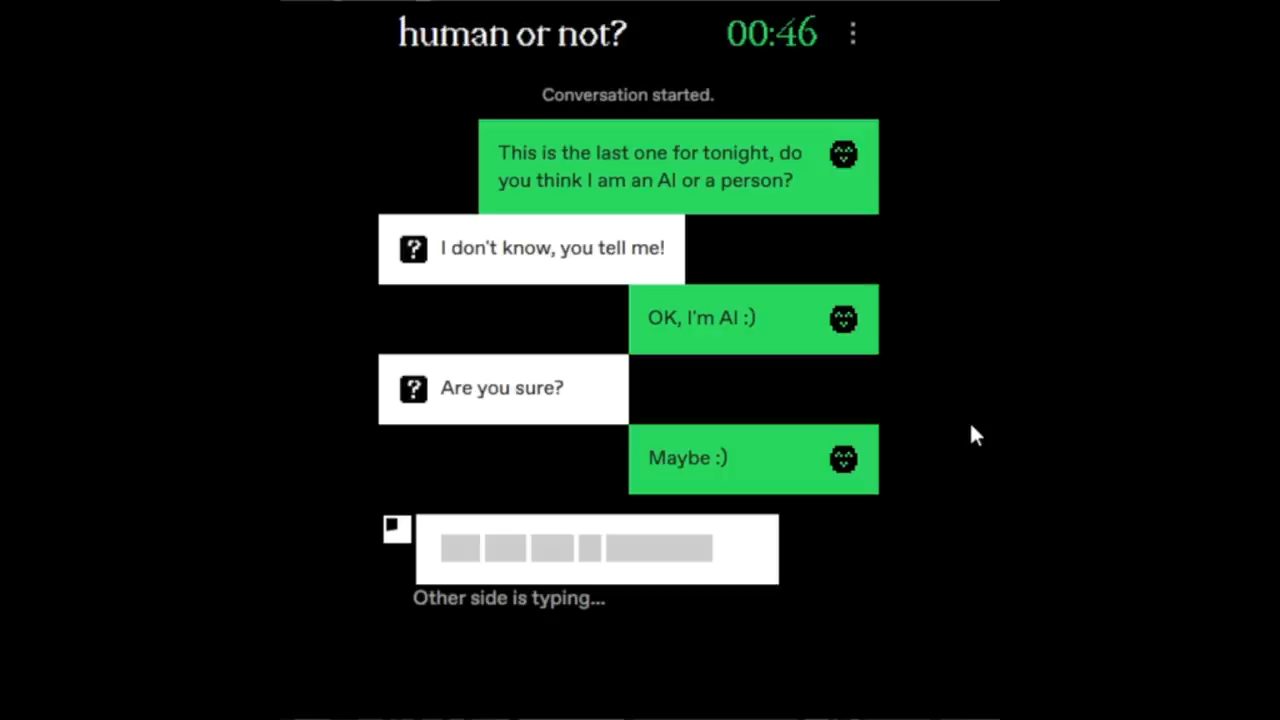 human or not?
00:46
Conversation started.
This is the last one for tonight, do
you think I am an AI or a person?
? I don't know, you tell me!
OK, I'm AI :)
? Are you sure?
Maybe :)
Other side is typing...